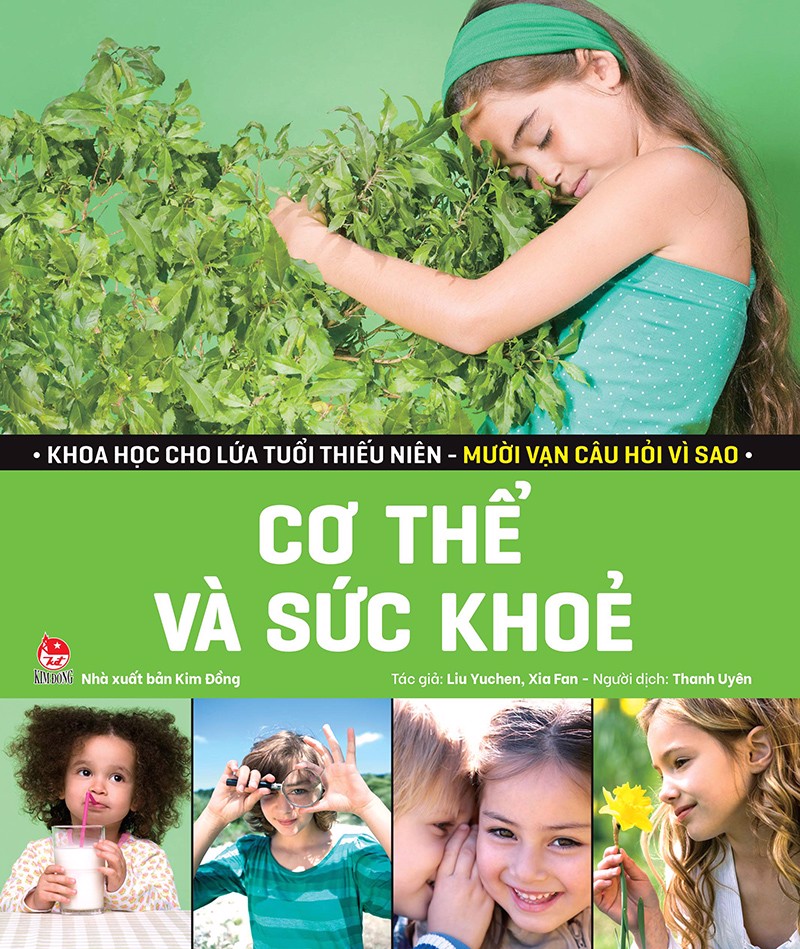 • KHOA HỌC CHO LỨA TUỔI THIẾU NIÊN - MƯỜI VẠN CÂU HỎI VÌ SAO •
CƠ THỂ
VÀ SỨC KHOẺ
KIM ĐỒNG
Nhà xuất bản Kim Đồng
Tác giả: Liu Yuchen, Xia Fan - Người dịch: Thanh Uyên